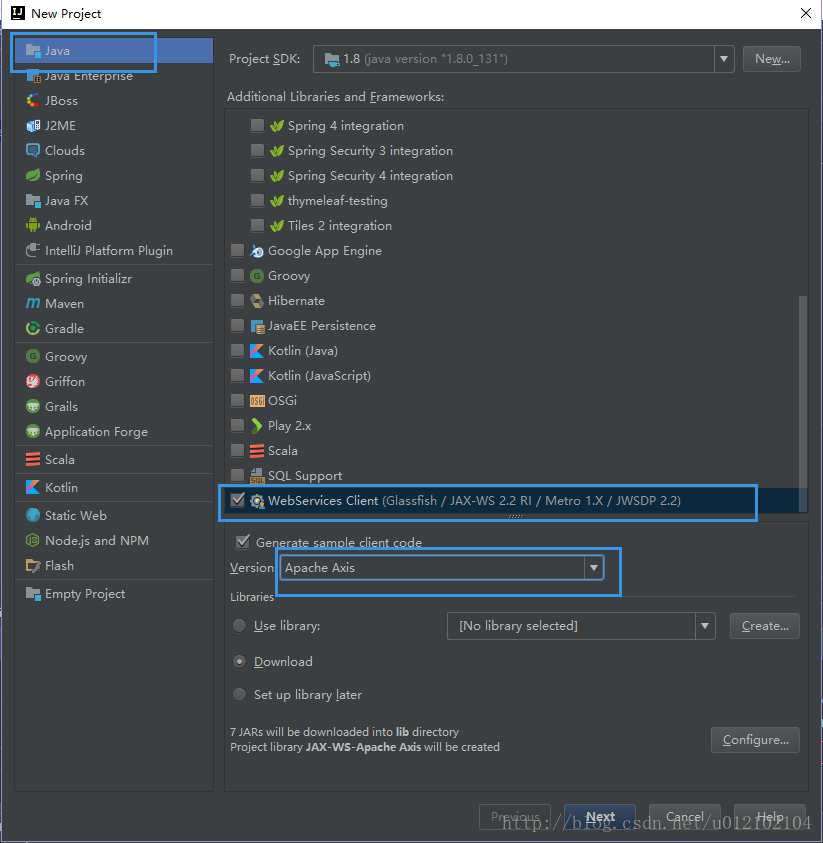 New Project
Java
Java Enterprise
JBoss
J2ME
Clouds
Spring
Java FX
Android
IntelliJ Platform Plugin
Spring Initializr
Maven
Gradle
Groovy
Griffon
Grails
Application Forge
Scala
Kotlin
Static Web
Node.js and NPM
Flash
Empty Project
Project SDK: 1.8 (java version "1.8.0_131") New...
Additional Libraries and Frameworks:
Spring 4 integration
Spring Security 3 integration
Spring Security 4 integration
thymeleaf-testing
Tiles 2 integration
Google App Engine
Groovy
Hibernate
JavaEE Persistence
Kotlin (Java)
Kotlin (JavaScript)
OSGi
Play 2.x
Scala
SQL Support
WebServices Client (Glassfish / JAX-WS 2.2 RI / Metro 1.X / JWSDP 2.2)
Generate sample client code
Version Apache Axis
Libraries
Use library: [No library selected] Create...
Download
Set up library later
7 JARs will be downloaded into lib directory
Project library JAX-WS-Apache Axis will be created
Configure...
Previous Next Cancel Help
http://blog.csdn.net/u012102104